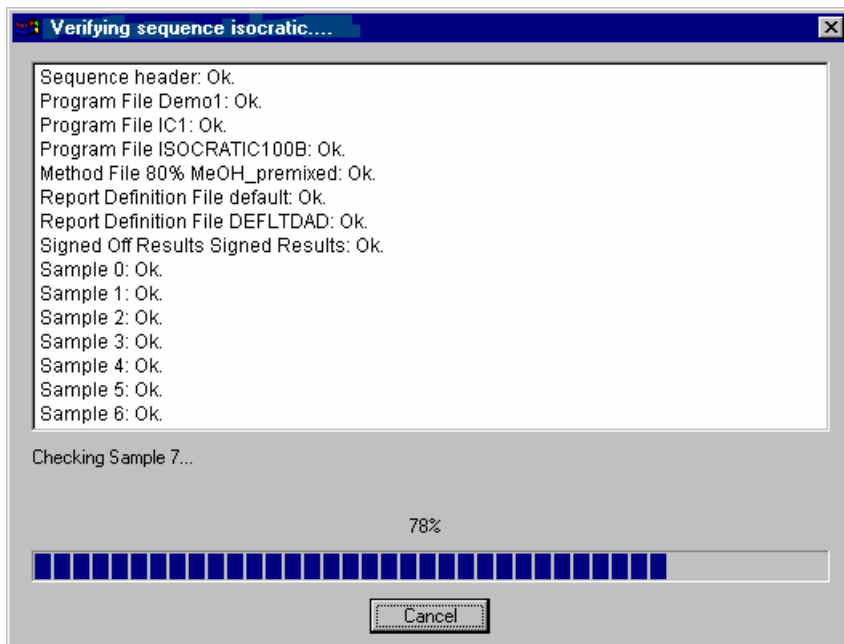 Verifying sequence isocratic....
Sequence header: Ok.
Program File Demo1: Ok.
Program File IC1: Ok.
Program File ISOCRATIC100B: Ok.
Method File 80% MeOH_premixed: Ok.
Report Definition File default: Ok.
Report Definition File DEFLTDAD: Ok.
Signed Off Results Signed Results: Ok.
Sample 0: Ok.
Sample 1: Ok.
Sample 2: Ok.
Sample 3: Ok.
Sample 4: Ok.
Sample 5: Ok.
Sample 6: Ok.
Checking Sample 7...
78%
Cancel